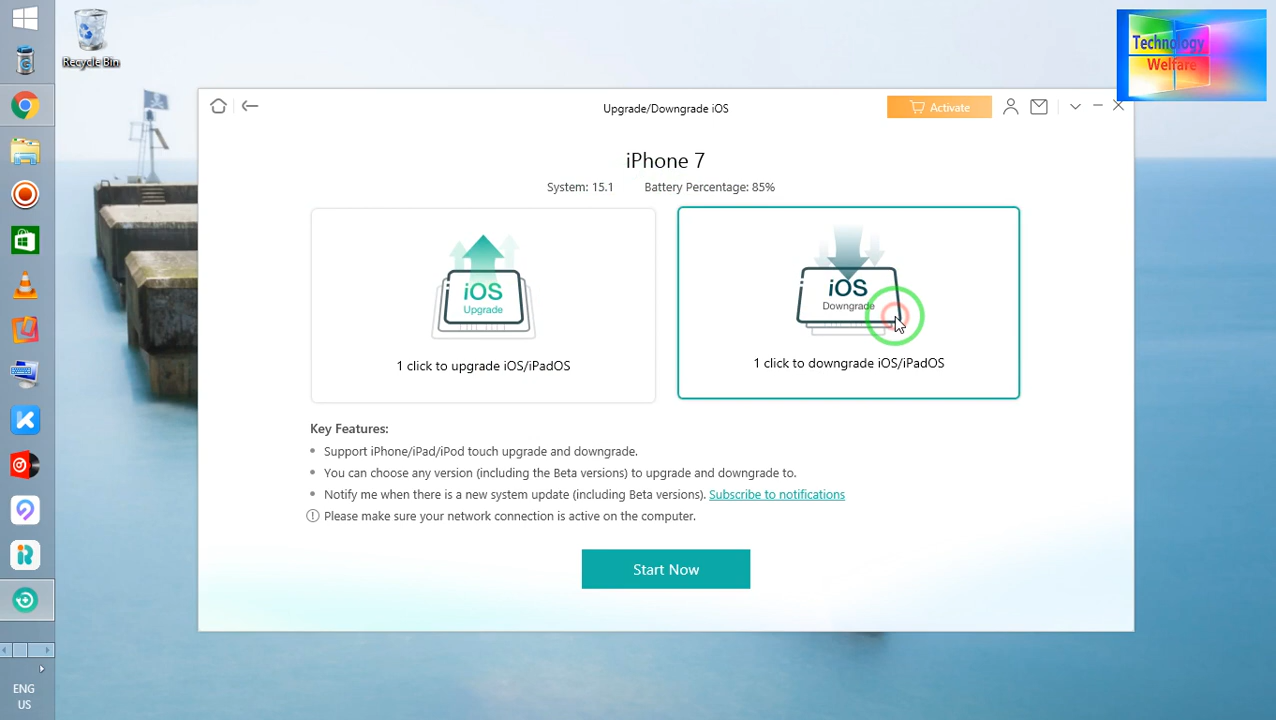 Recycle Bin
Technology
Welfare
Upgrade/Downgrade iOS
Activate
iPhone 7
System: 15.1 Battery Percentage: 85%
iOS
Upgrade
1 click to upgrade iOS/iPadOS
iOS
Downgrade
1 click to downgrade iOS/iPadOS
Key Features:
Support iPhone/iPad/iPod touch upgrade and downgrade.
You can choose any version (including the Beta versions) to upgrade and downgrade to.
Notify me when there is a new system update (including Beta versions). Subscribe to notifications
Please make sure your network connection is active on the computer.
Start Now
ENG
US